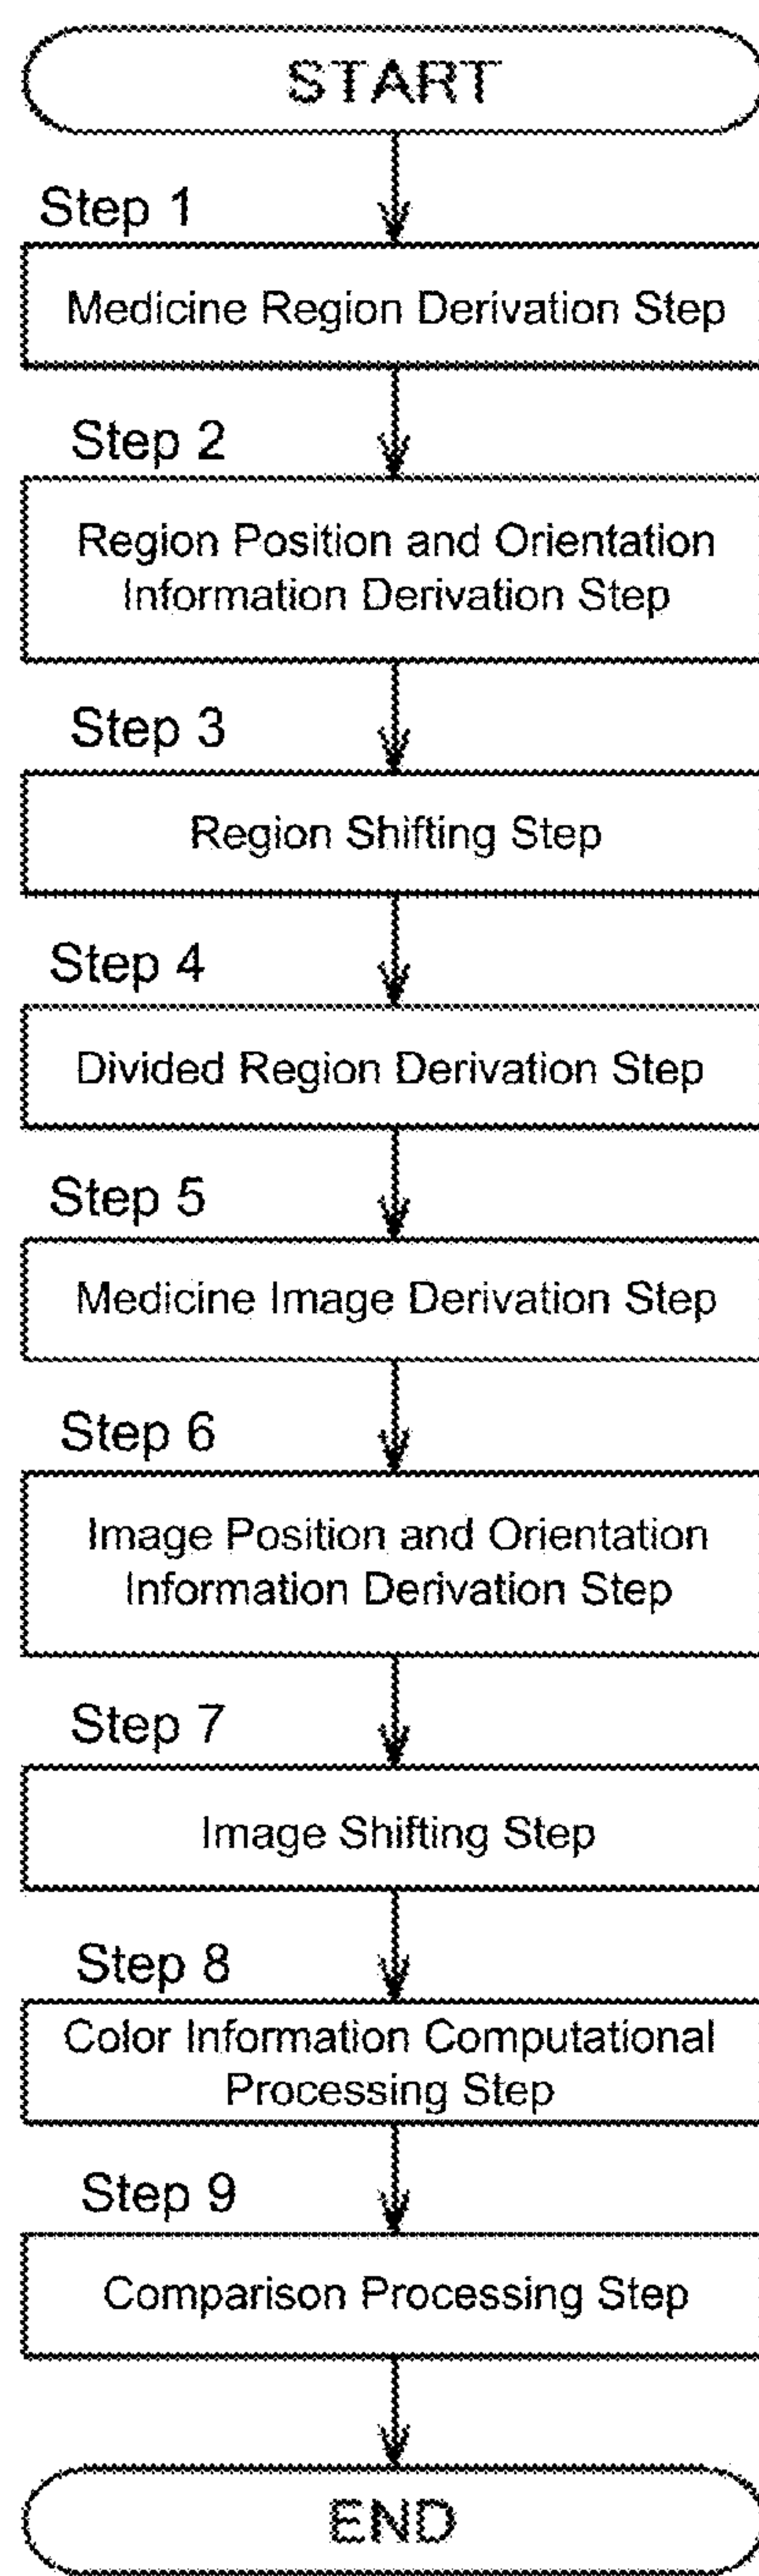 START
Step 1
Medicine Region Derivation Step
Step 2
Region Position and Orientation
Information Derivation Step
Step 3
Region Shifting Step
Step 4
Divided Region Derivation Step
Step 5
Medicine Image Derivation Step
Step 6
Image Position and Orientation
Information Derivation Step
Step 7
Image Shifting Step
Step 8
Color Information Computational
Processing Step
Step 9
Comparison Processing Step
END